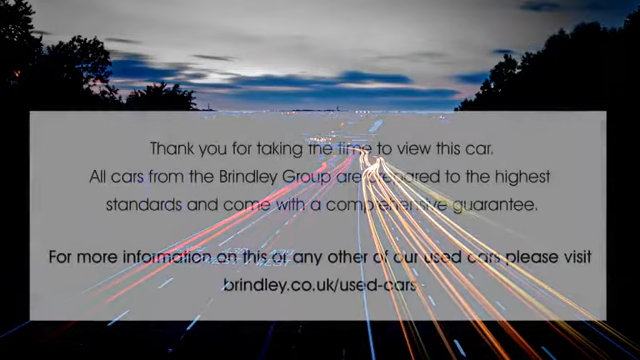 Thank you for taking the time to view this car.
All cars from the Brindley Group are prepared to the highest
standards and come with a comprehensive guarantee.
For more information on this or any other of our used cars please visit
brindley.co.uk/used-cars